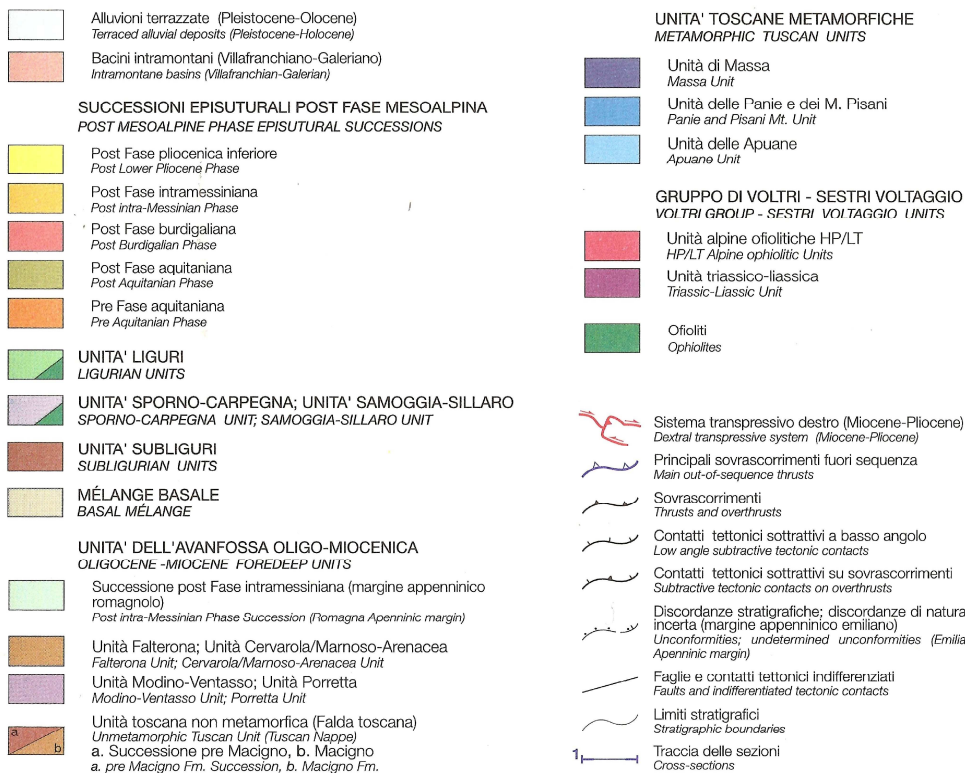 Alluvioni terrazzate (Pleistocene-Olocene)
Terraced alluvial deposits (Pleistocene-Holocene)
Bacini intramontani (Villafranchiano-Galeriano)
Intramontane basins (Villafranchian-Galerian)
SUCCESSIONI EPISUTURALI POST FASE MESOALPINA
POST MESOALPINE PHASE EPISUTURAL SUCCESSIONS
Post Fase pliocenica inferiore
Post Lower Pliocene Phase
Post Fase intramessiniana
Post intra-Messinian Phase
Post Fase burdigaliana
Post Burdigalian Phase
Post Fase aquitaniana
Post Aquitanian Phase
Pre Fase aquitaniana
Pre Aquitanian Phase
UNITA' LIGURI
LIGURIAN UNITS
UNITA' SPORNO-CARPEGNA; UNITA' SAMOGGIA-SILLARO
SPORNO-CARPEGNA UNIT; SAMOGGIA-SILLARO UNIT
UNITA' SUBLIGURI
SUBLIGURIAN UNITS
MÉLANGE BASALE
BASAL MÉLANGE
UNITA' DELL'AVANFOSSA OLIGO-MIOCENICA
OLIGOCENE -MIOCENE FOREDEEP UNITS
Successione post Fase intramessiniana (margine appenninico
romagnolo)
Post intra-Messinian Phase Succession (Romagna Apenninic margin)
Unità Falterona; Unità Cervarola/Marnoso-Arenacea
Falterona Unit; Cervarola/Marnoso-Arenacea Unit
Unità Modino-Ventasso; Unità Porretta
Modino-Ventasso Unit; Porretta Unit
a
b
Unità toscana non metamorfica (Falda toscana)
Unmetamorphic Tuscan Unit (Tuscan Nappe)
a. Successione pre Macigno, b. Macigno
a. pre Macigno Fm. Succession, b. Macigno Fm.
UNITA' TOSCANE METAMORFICHE
METAMORPHIC TUSCAN UNITS
Unità di Massa
Massa Unit
Unità delle Panie e dei M. Pisani
Panie and Pisani Mt. Unit
Unità delle Apuane
Apuane Unit
GRUPPO DI VOLTRI - SESTRI VOLTAGGIO
VOLTRI GROUP - SESTRI VOLTAGGIO UNITS
Unità alpine ofiolitiche HP/LT
HP/LT Alpine ophiolitic Units
Unità triassico-liassica
Triassic-Liassic Unit
Ofioliti
Ophiolites
Sistema transpressivo destro (Miocene-Pliocene)
Dextral transpressive system (Miocene-Pliocene)
Principali sovrascorrimenti fuori sequenza
Main out-of-sequence thrusts
Sovrascorrimenti
Thrusts and overthrusts
Contatti tettonici sottrattivi a basso angolo
Low angle subtractive tectonic contacts
Contatti tettonici sottrattivi su sovrascorrimenti
Subtractive tectonic contacts on overthrusts
Discordanze stratigrafiche; discordanze di natura
incerta (margine appenninico emiliano)
Unconformities; undetermined unconformities (Emilia
Apenninic margin)
Faglie e contatti tettonici indifferenziati
Faults and indifferentiated tectonic contacts
Limiti stratigrafici
Stratigraphic boundaries
1
Traccia delle sezioni
Cross-sections